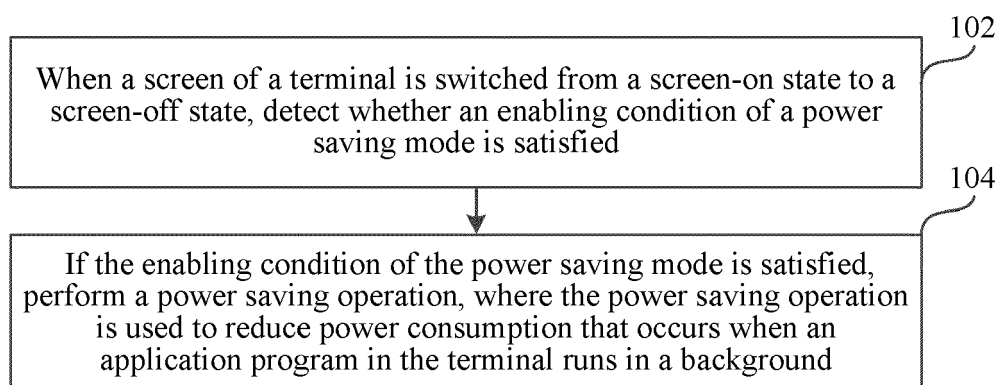 102
When a screen of a terminal is switched from a screen-on state to a
screen-off state, detect whether an enabling condition of a power
saving mode is satisfied
104
If the enabling condition of the power saving mode is satisfied,
perform a power saving operation, where the power saving operation
is used to reduce power consumption that occurs when an
application program in the terminal runs in a background